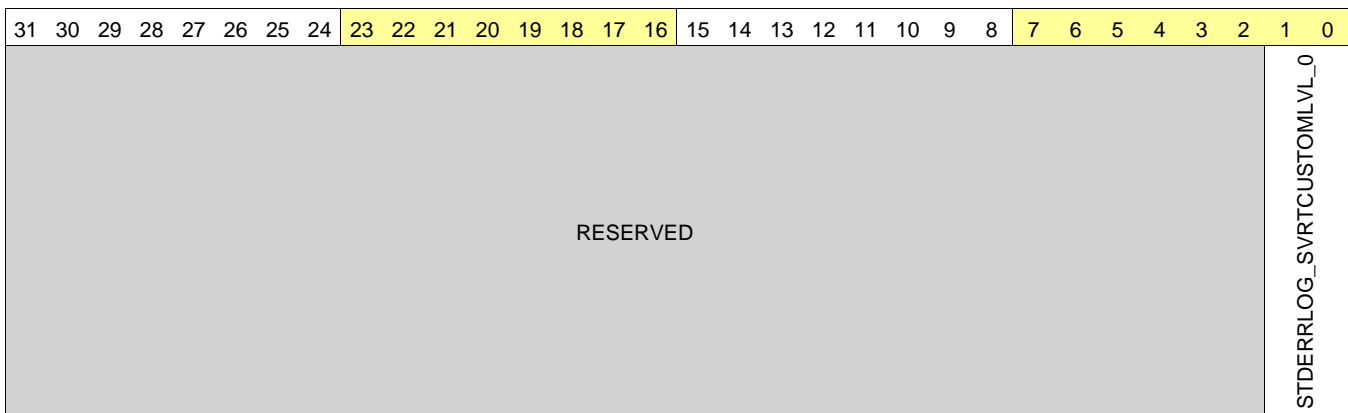 31 30 29 28 27 26 25 24 23 22 21 20 19 18 17 16 15 14 13 12 11 10 9 8 7 6 5 4 3 2 1 0
RESERVED
STDERRLOG_SVRTCUSTOMLVL_0